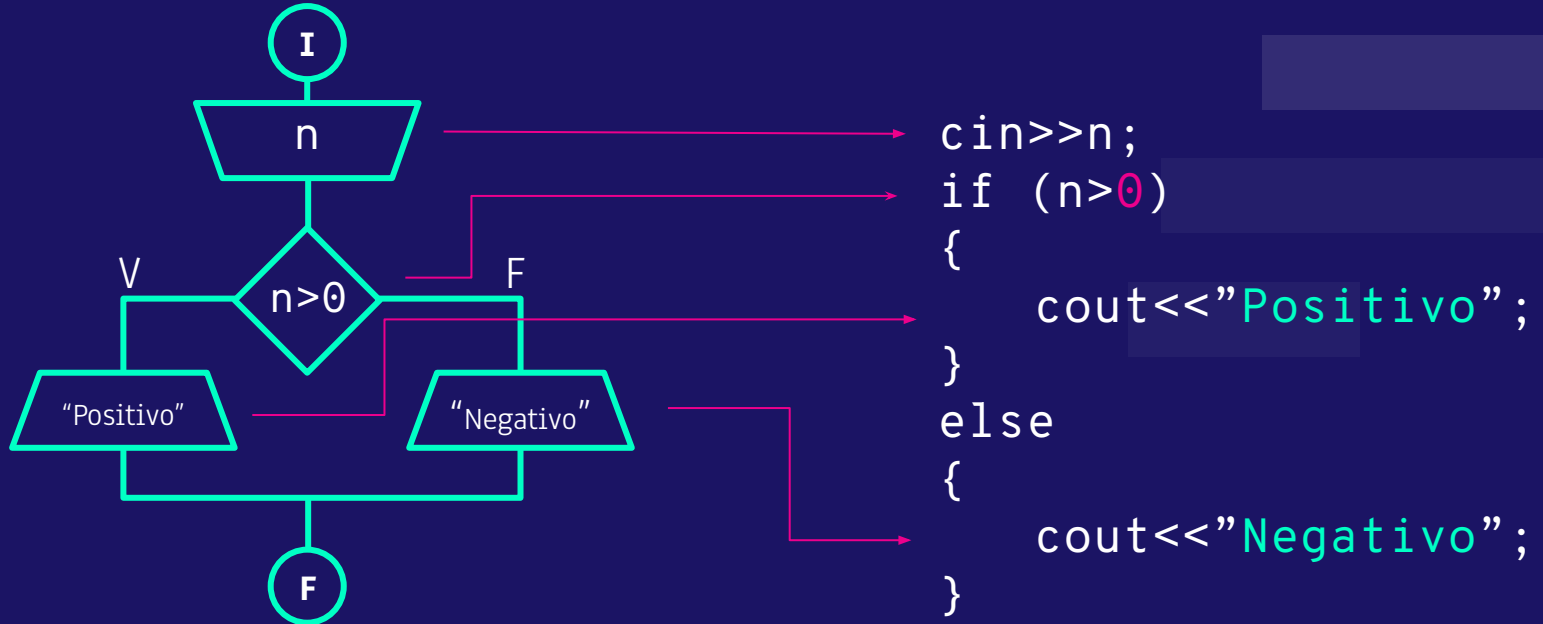 I
n
n>0
V
F
“Positivo”
“Negativo”
F
cin>>n;
if (n>0)
{
cout<<”Positivo”;
}
else
{
cout<<”Negativo”;
}